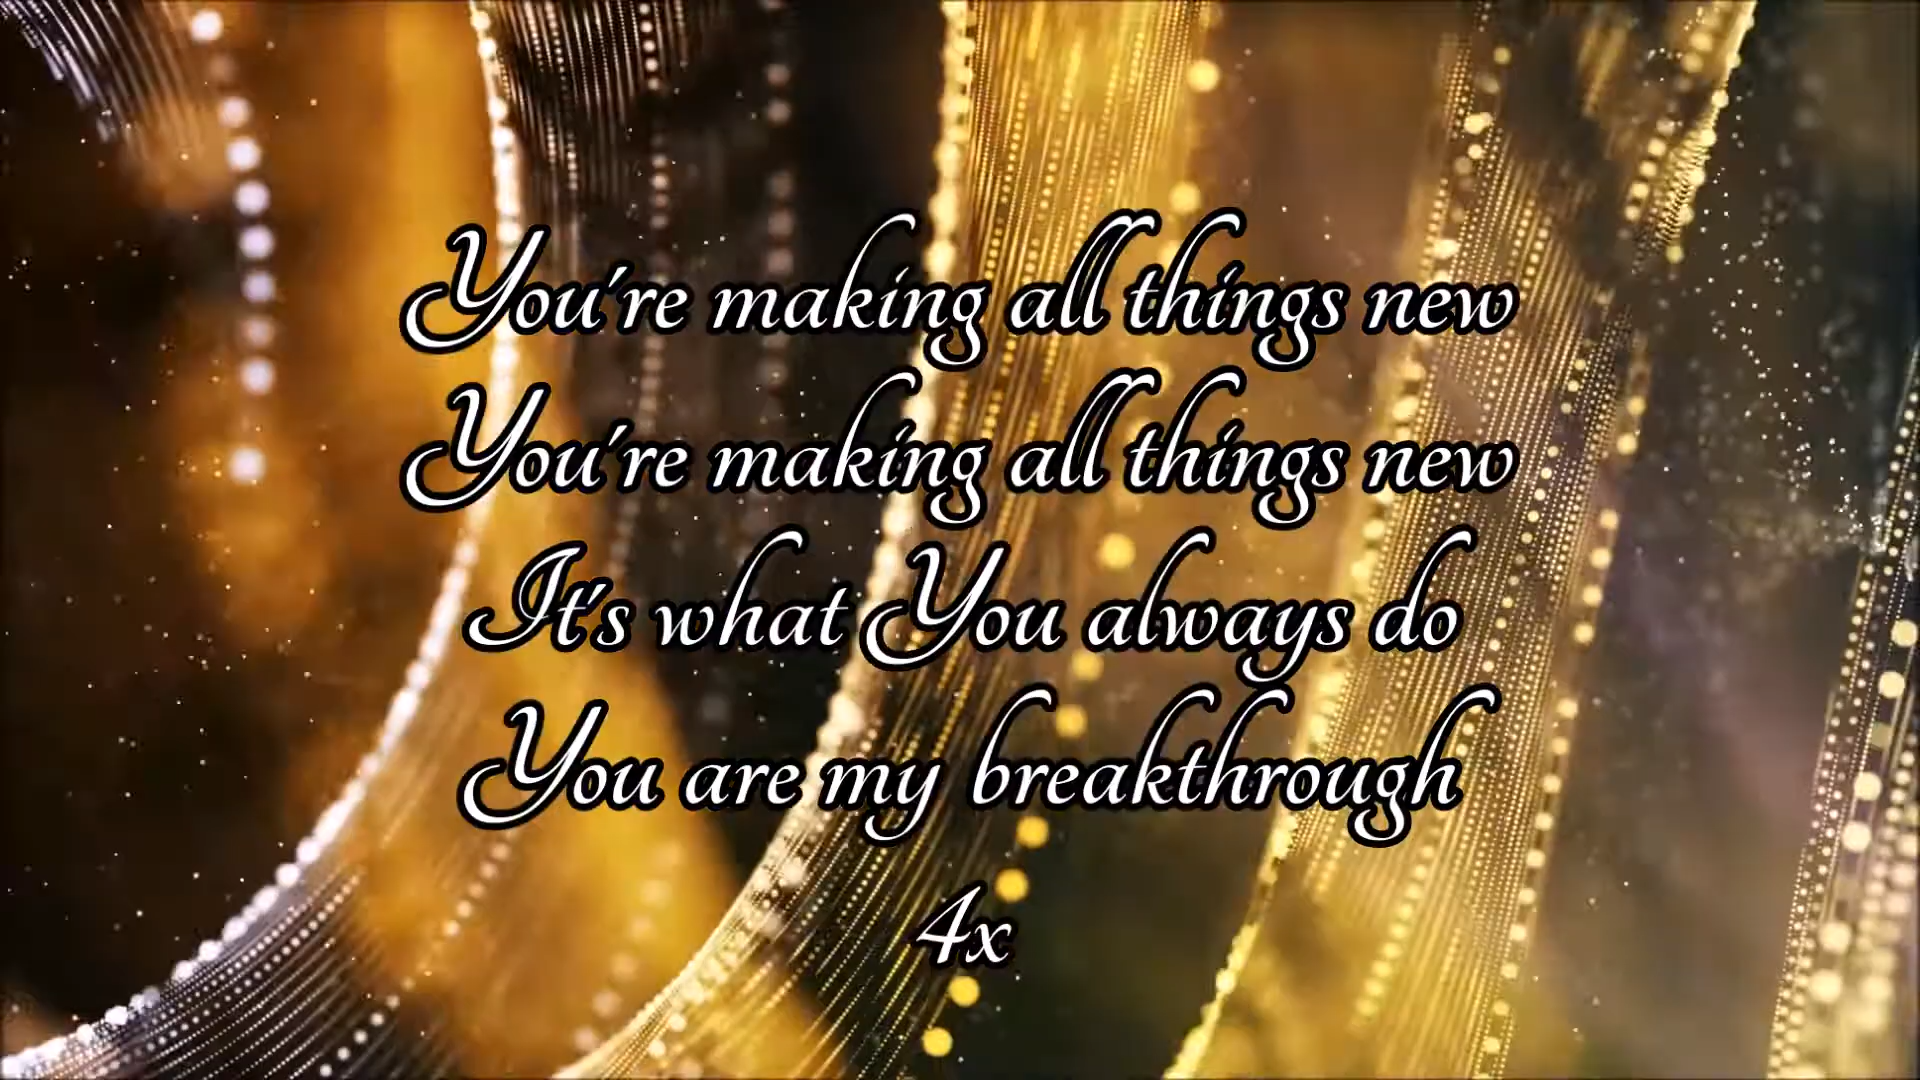 You're making all things new
You're making all things new
It's what You always do
You are my breakthrough
4x